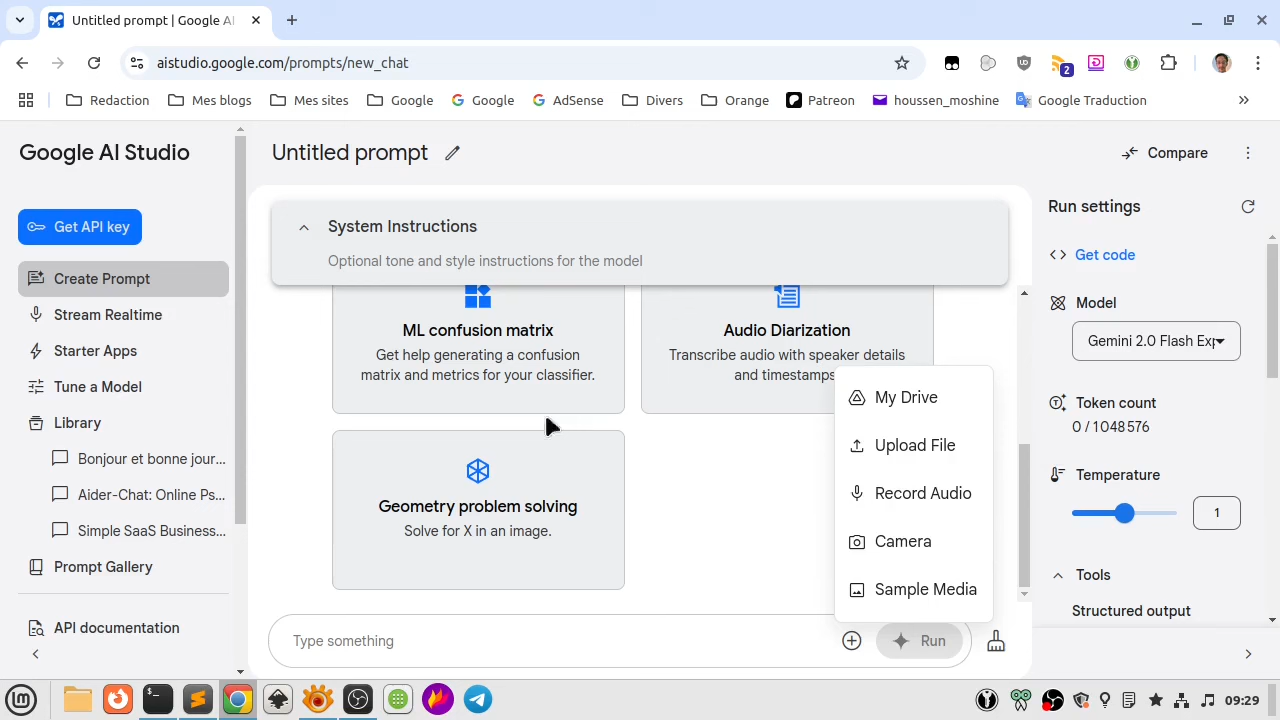 Untitled prompt | Google AI
aistudio.google.com/prompts/new_chat
2
Redaction
Mes blogs
Mes sites
Google
Google
AdSense
Divers
Orange
Patreon
houssen_moshine
Google Traduction
Google AI Studio
Get API key
Create Prompt
Stream Realtime
Starter Apps
Tune a Model
Library
Bonjour et bonne jour...
Aider-Chat: Online Ps...
Simple SaaS Business...
Prompt Gallery
API documentation
Untitled prompt
Compare
System Instructions
Optional tone and style instructions for the model
ML confusion matrix
Get help generating a confusion
matrix and metrics for your classifier.
Audio Diarization
Transcribe audio with speaker details
and timestamps
Geometry problem solving
Solve for X in an image.
My Drive
Upload File
Record Audio
Camera
Sample Media
Type something
Run
Run settings
Get code
Model
Gemini 2.0 Flash Exp
Token count
0 / 1 048 576
Temperature
1
Tools
Structured output
09:29